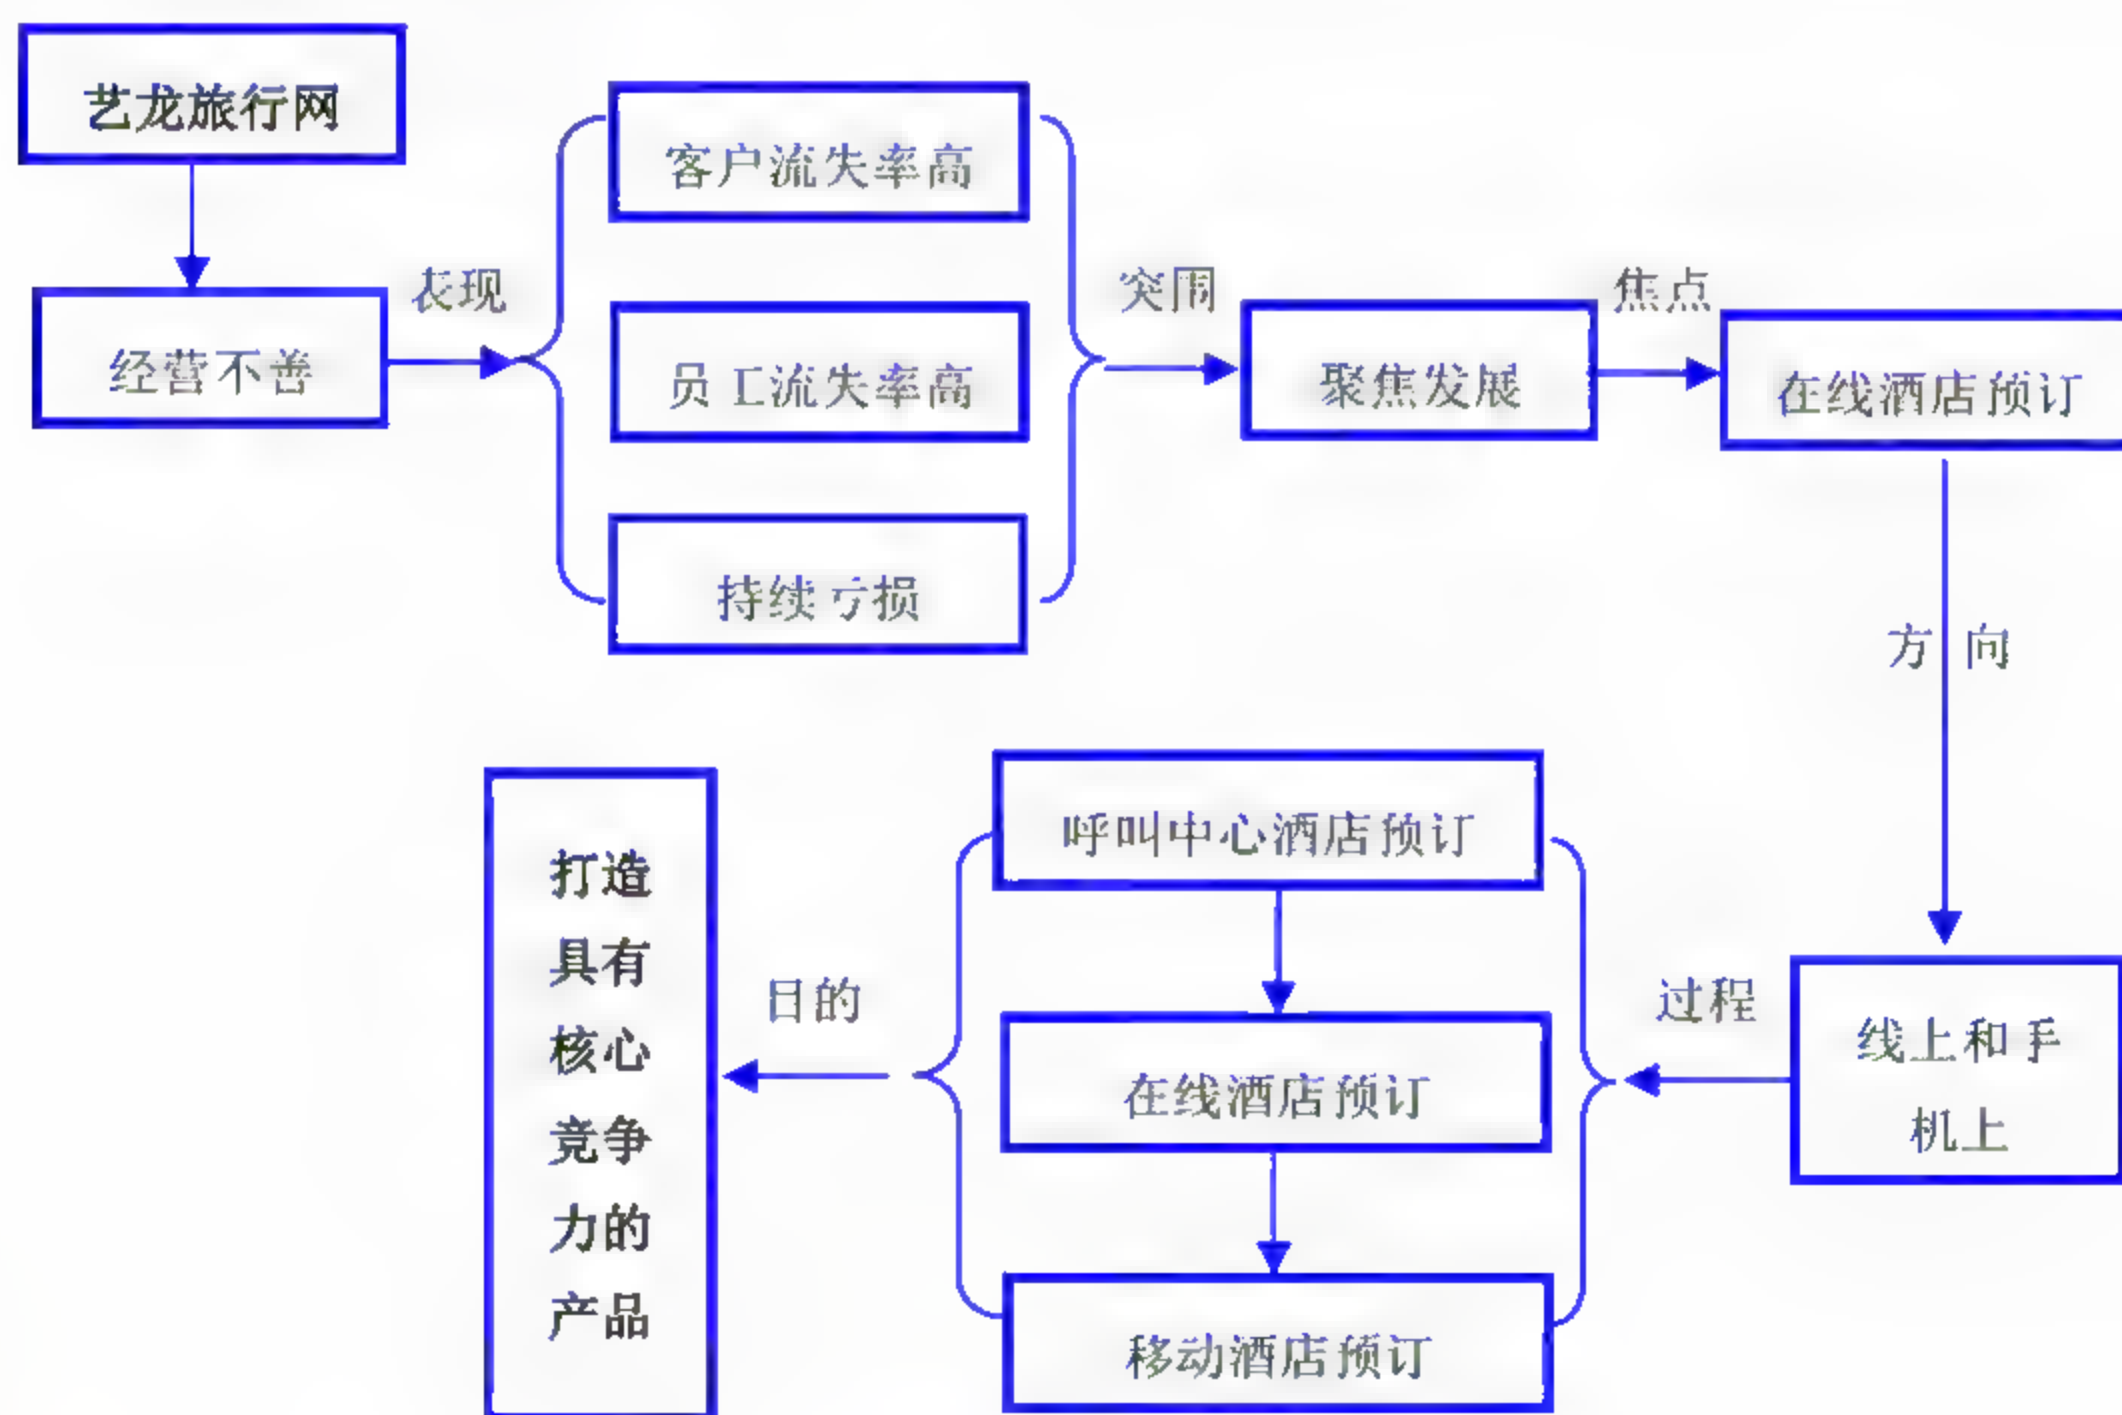 艺龙旅行网
经营不善
表现
客户流失率高
员工流失率高
持续亏损
突围
聚焦发展
焦点
在线酒店预订
方向
线上和手
机上
过程
呼叫中心酒店预订
在线酒店预订
移动酒店预订
目的
打造
具有
核心
竞争
力的
产品